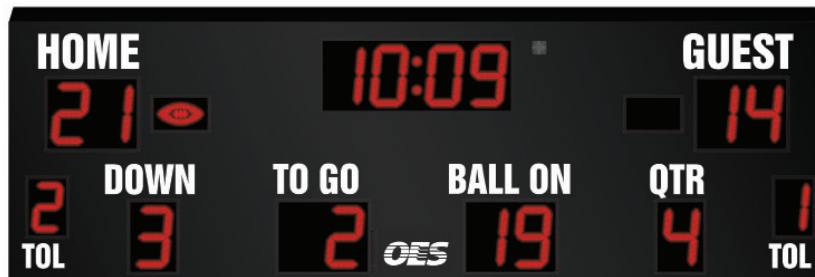 HOME 10:09 GUEST
21 14
DOWN TO GO BALL ON QTR
2 3 2 19 4 1
TOL OES TOL